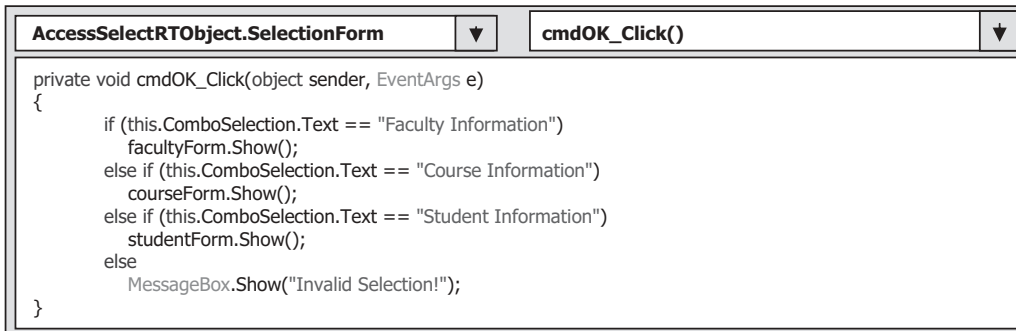 AccessSelectRTObject.SelectionForm
cmdOK_Click()
private void cmdOK_Click(object sender, EventArgs e)
{
if (this.ComboSelection.Text == "Faculty Information")
facultyForm.Show();
else if (this.ComboSelection.Text == "Course Information")
courseForm.Show();
else if (this.ComboSelection.Text == "Student Information")
studentForm.Show();
else
MessageBox.Show("Invalid Selection!");
}